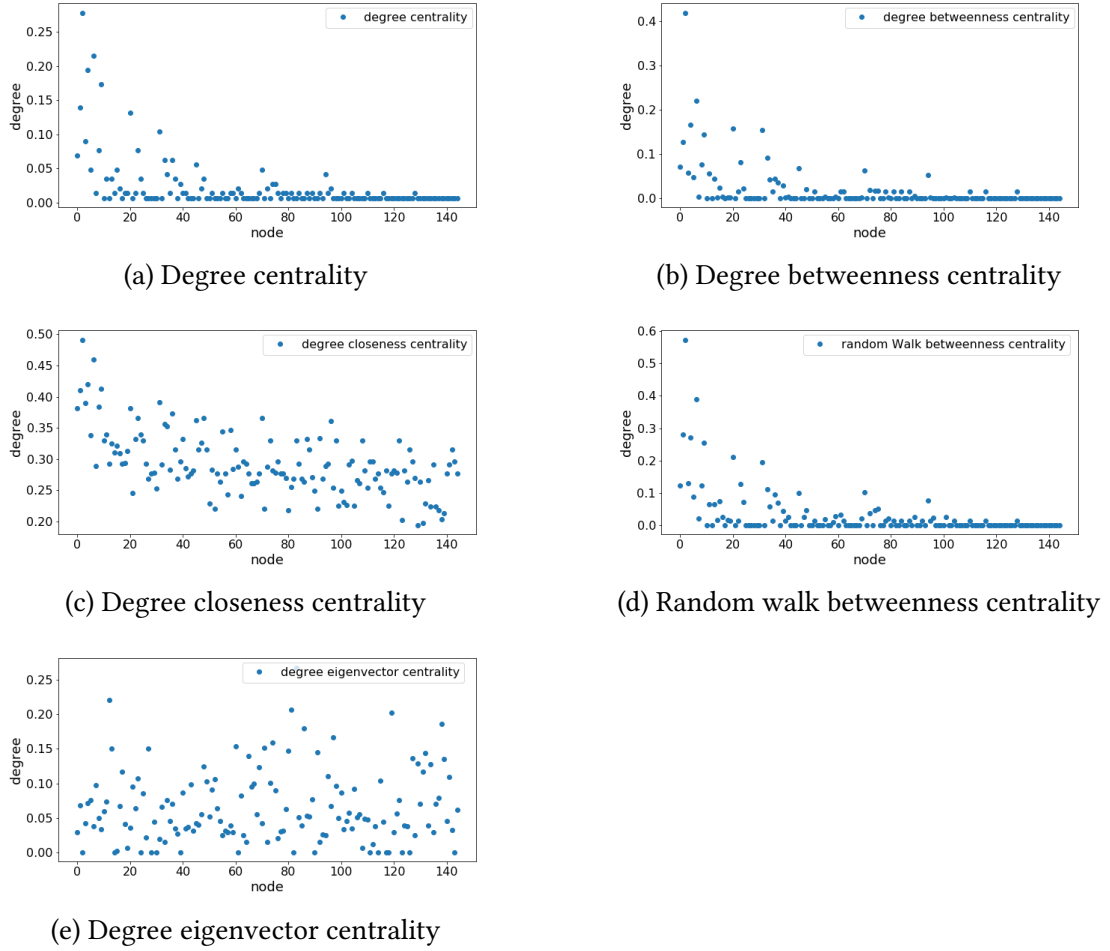 degree centrality
degree
0.25
0.20
0.15
0.10
0.05
0.00
0 20 40 60 80 100 120 140
node
(a) Degree centrality
degree betweenness centrality
degree
0.4
0.3
0.2
0.1
0.0
0 20 40 60 80 100 120 140
node
(b) Degree betweenness centrality
degree closeness centrality
degree
0.50
0.45
0.40
0.35
0.30
0.25
0.20
0 20 40 60 80 100 120 140
node
(c) Degree closeness centrality
random Walk betweenness centrality
degree
0.6
0.5
0.4
0.3
0.2
0.1
0.0
0 20 40 60 80 100 120 140
node
(d) Random walk betweenness centrality
degree eigenvector centrality
degree
0.25
0.20
0.15
0.10
0.05
0.00
0 20 40 60 80 100 120 140
node
(e) Degree eigenvector centrality